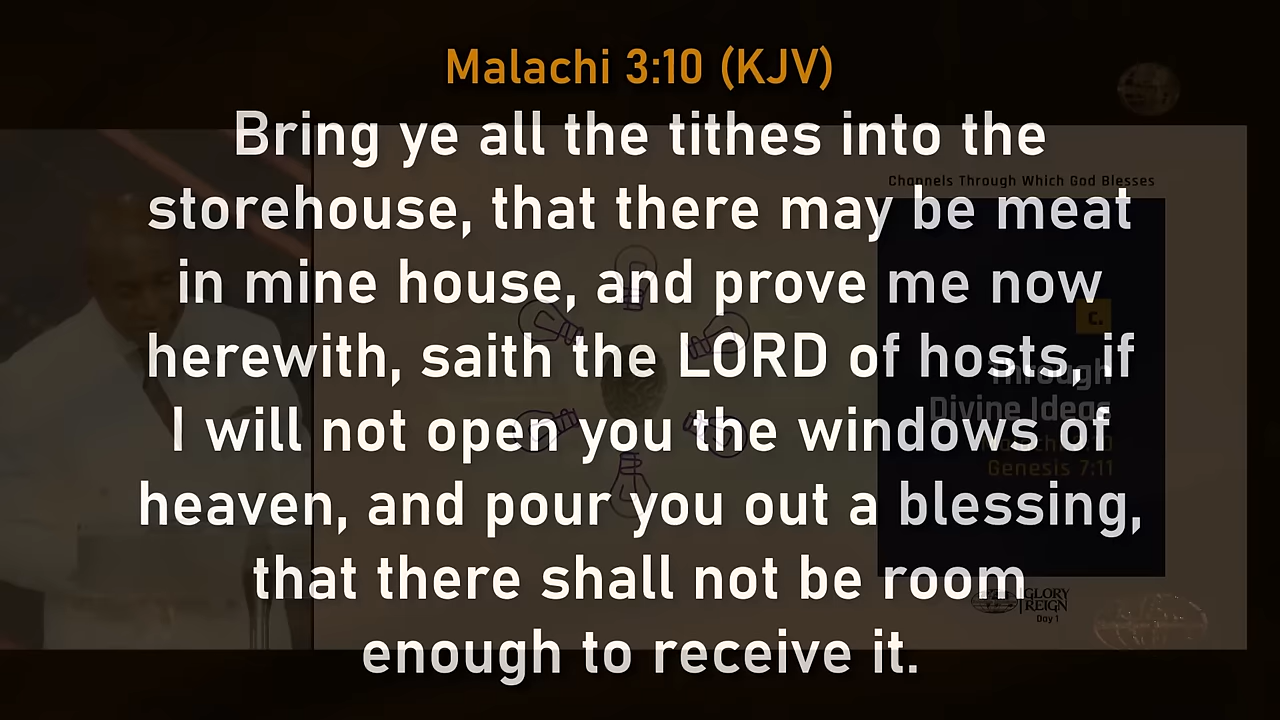 Malachi 3:10 (KJV)
Bring ye all the tithes into the
storehouse, that there may be meat
in mine house, and prove me now
herewith, saith the LORD of hosts, if
I will not open you the windows of
heaven, and pour you out a blessing,
that there shall not be room
enough to receive it.
Channels Through Which God Blesses
C.
Through
Divine Ideas
Genesis 7:11
GLORY
REIGN
Day 1